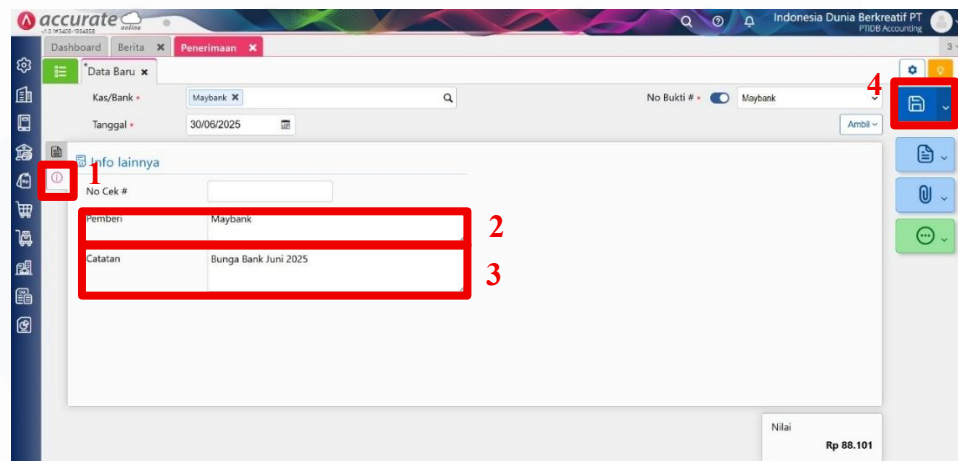 accurate
online
Indonesia Dunia Berkreatif PT
PTIDB Accounting
Dashboard Berita Penerimaan 3
*Data Baru
Kas/Bank • Maybank No Bukti # • Maybank
4
Tanggal • 30/06/2025 Ambil
Info lainnya
1
No Cek #
Pemberi Maybank
2
Catatan Bunga Bank Juni 2025
3
Nilai
Rp 88.101